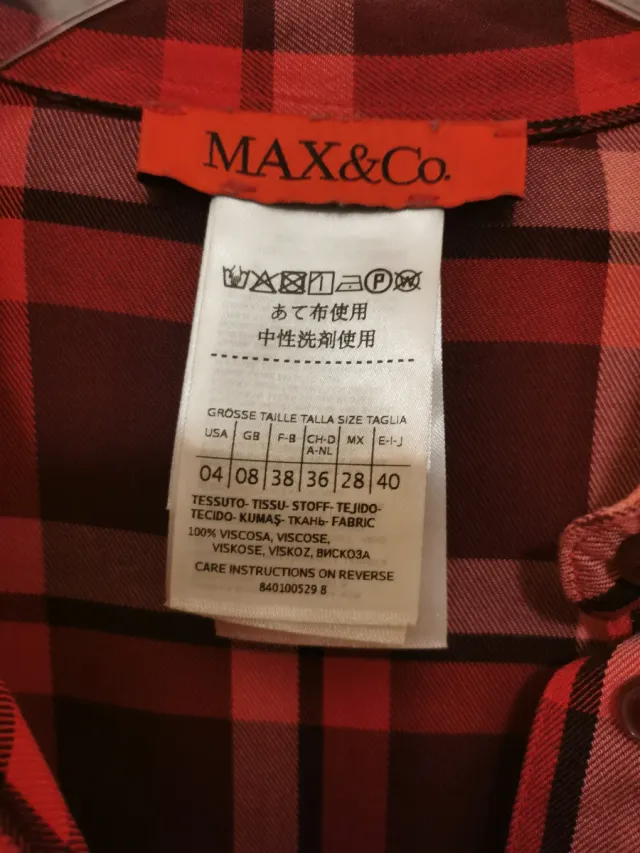 MAX&Co.
P W
あて布使用
中性洗剤使用
GRÖSSE TAILLE TALLA SIZE TAGLIA
USA GB F-B CH-D A-NL MX E-I-J
04 08 38 36 28 40
TESSUTO- TISSU- STOFF- TEJIDO-
TECIDO- KUMAŞ- ТКАНЬ- FABRIC
100% VISCOSA, VISCOSE,
VISKOSE, VİSKOZ, ВИСКОЗА
CARE INSTRUCTIONS ON REVERSE
840100529 8